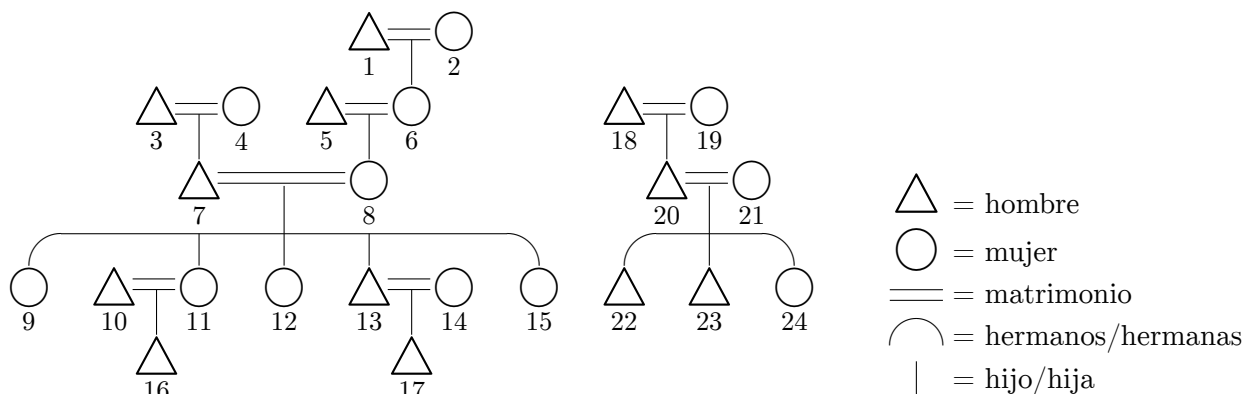 1 2
3 4 5 6 18 19
7 8 20 21
9 10 11 12 13 14 15 22 23 24
16 17
= hombre
= mujer
= matrimonio
= hermanos/hermanas
= hijo/hija